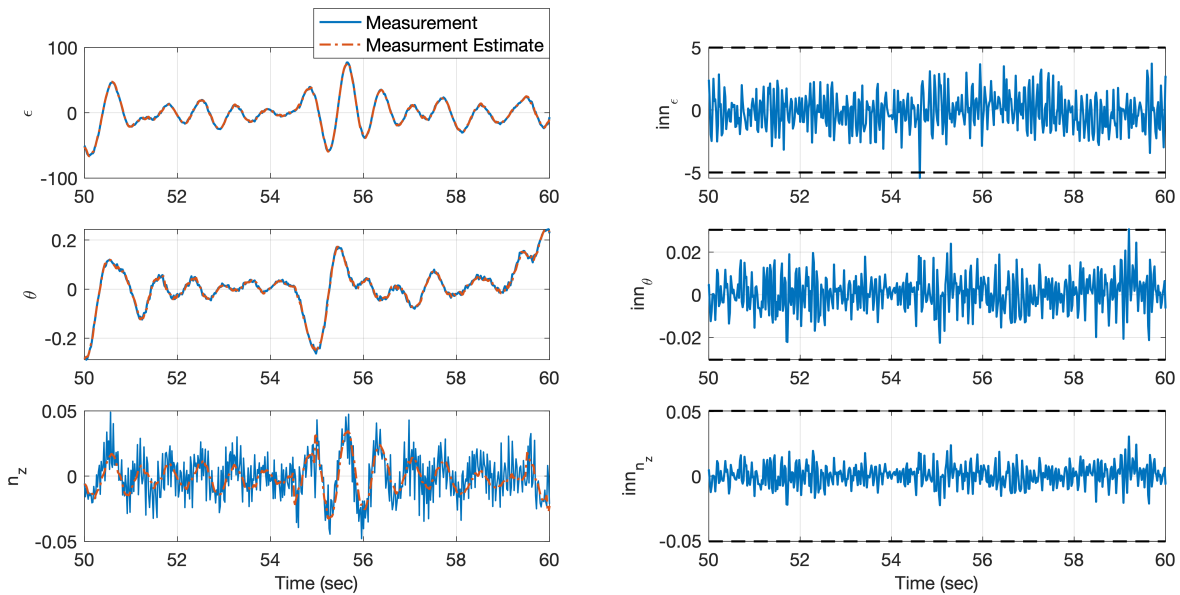 Measurement
Measurment Estimate
100
0
-100
ϵ
50 52 54 56 58 60
5
0
-5
inn_ϵ
50 52 54 56 58 60
0.2
0
-0.2
θ
50 52 54 56 58 60
0.02
0
-0.02
inn_θ
50 52 54 56 58 60
0.05
0
-0.05
n_z
50 52 54 56 58 60
Time (sec)
0.05
0
-0.05
inn_n_z
50 52 54 56 58 60
Time (sec)